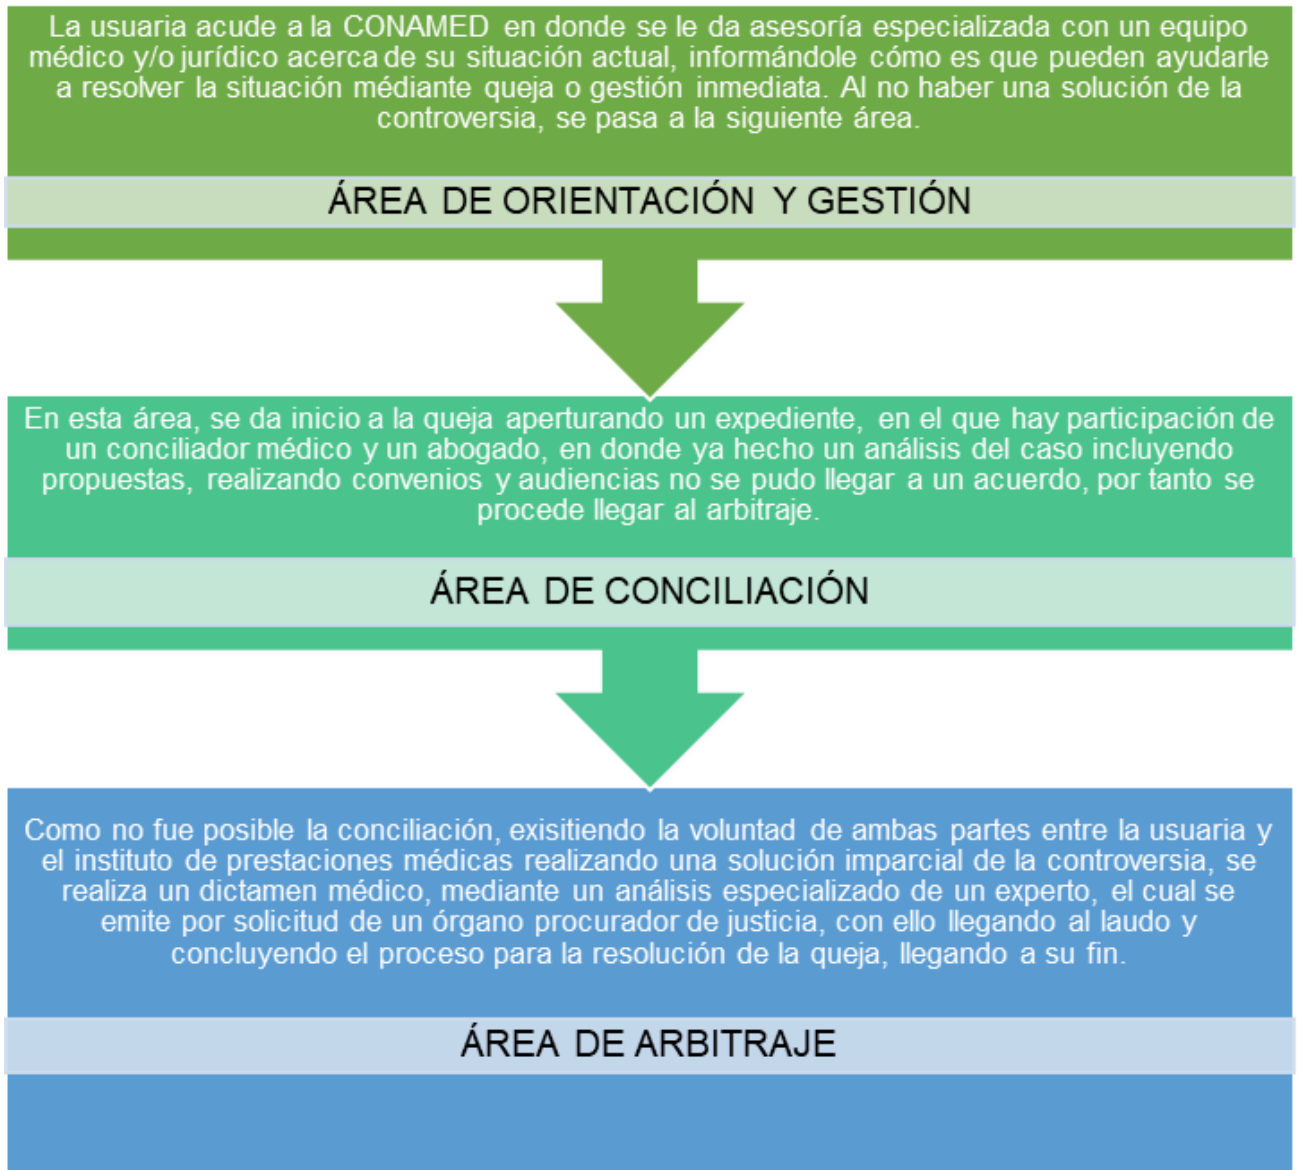 La usuaria acude a la CONAMED en donde se le da asesoría especializada con un equipo
médico y/o jurídico acerca de su situación actual, informándole cómo es que pueden ayudarle
a resolver la situación médiante queja o gestión inmediata. Al no haber una solución de la
controversia, se pasa a la siguiente área.
ÁREA DE ORIENTACIÓN Y GESTIÓN
En esta área, se da inicio a la queja aperturando un expediente, en el que hay participación de
un conciliador médico y un abogado, en donde ya hecho un análisis del caso incluyendo
propuestas, realizando convenios y audiencias no se pudo llegar a un acuerdo, por tanto se
procede llegar al arbitraje.
ÁREA DE CONCILIACIÓN
Como no fue posible la conciliación, exisitiendo la voluntad de ambas partes entre la usuaria y
el instituto de prestaciones médicas realizando una solución imparcial de la controversia, se
realiza un dictamen médico, mediante un análisis especializado de un experto, el cual se
emite por solicitud de un órgano procurador de justicia, con ello llegando al laudo y
concluyendo el proceso para la resolución de la queja, llegando a su fin.
ÁREA DE ARBITRAJE